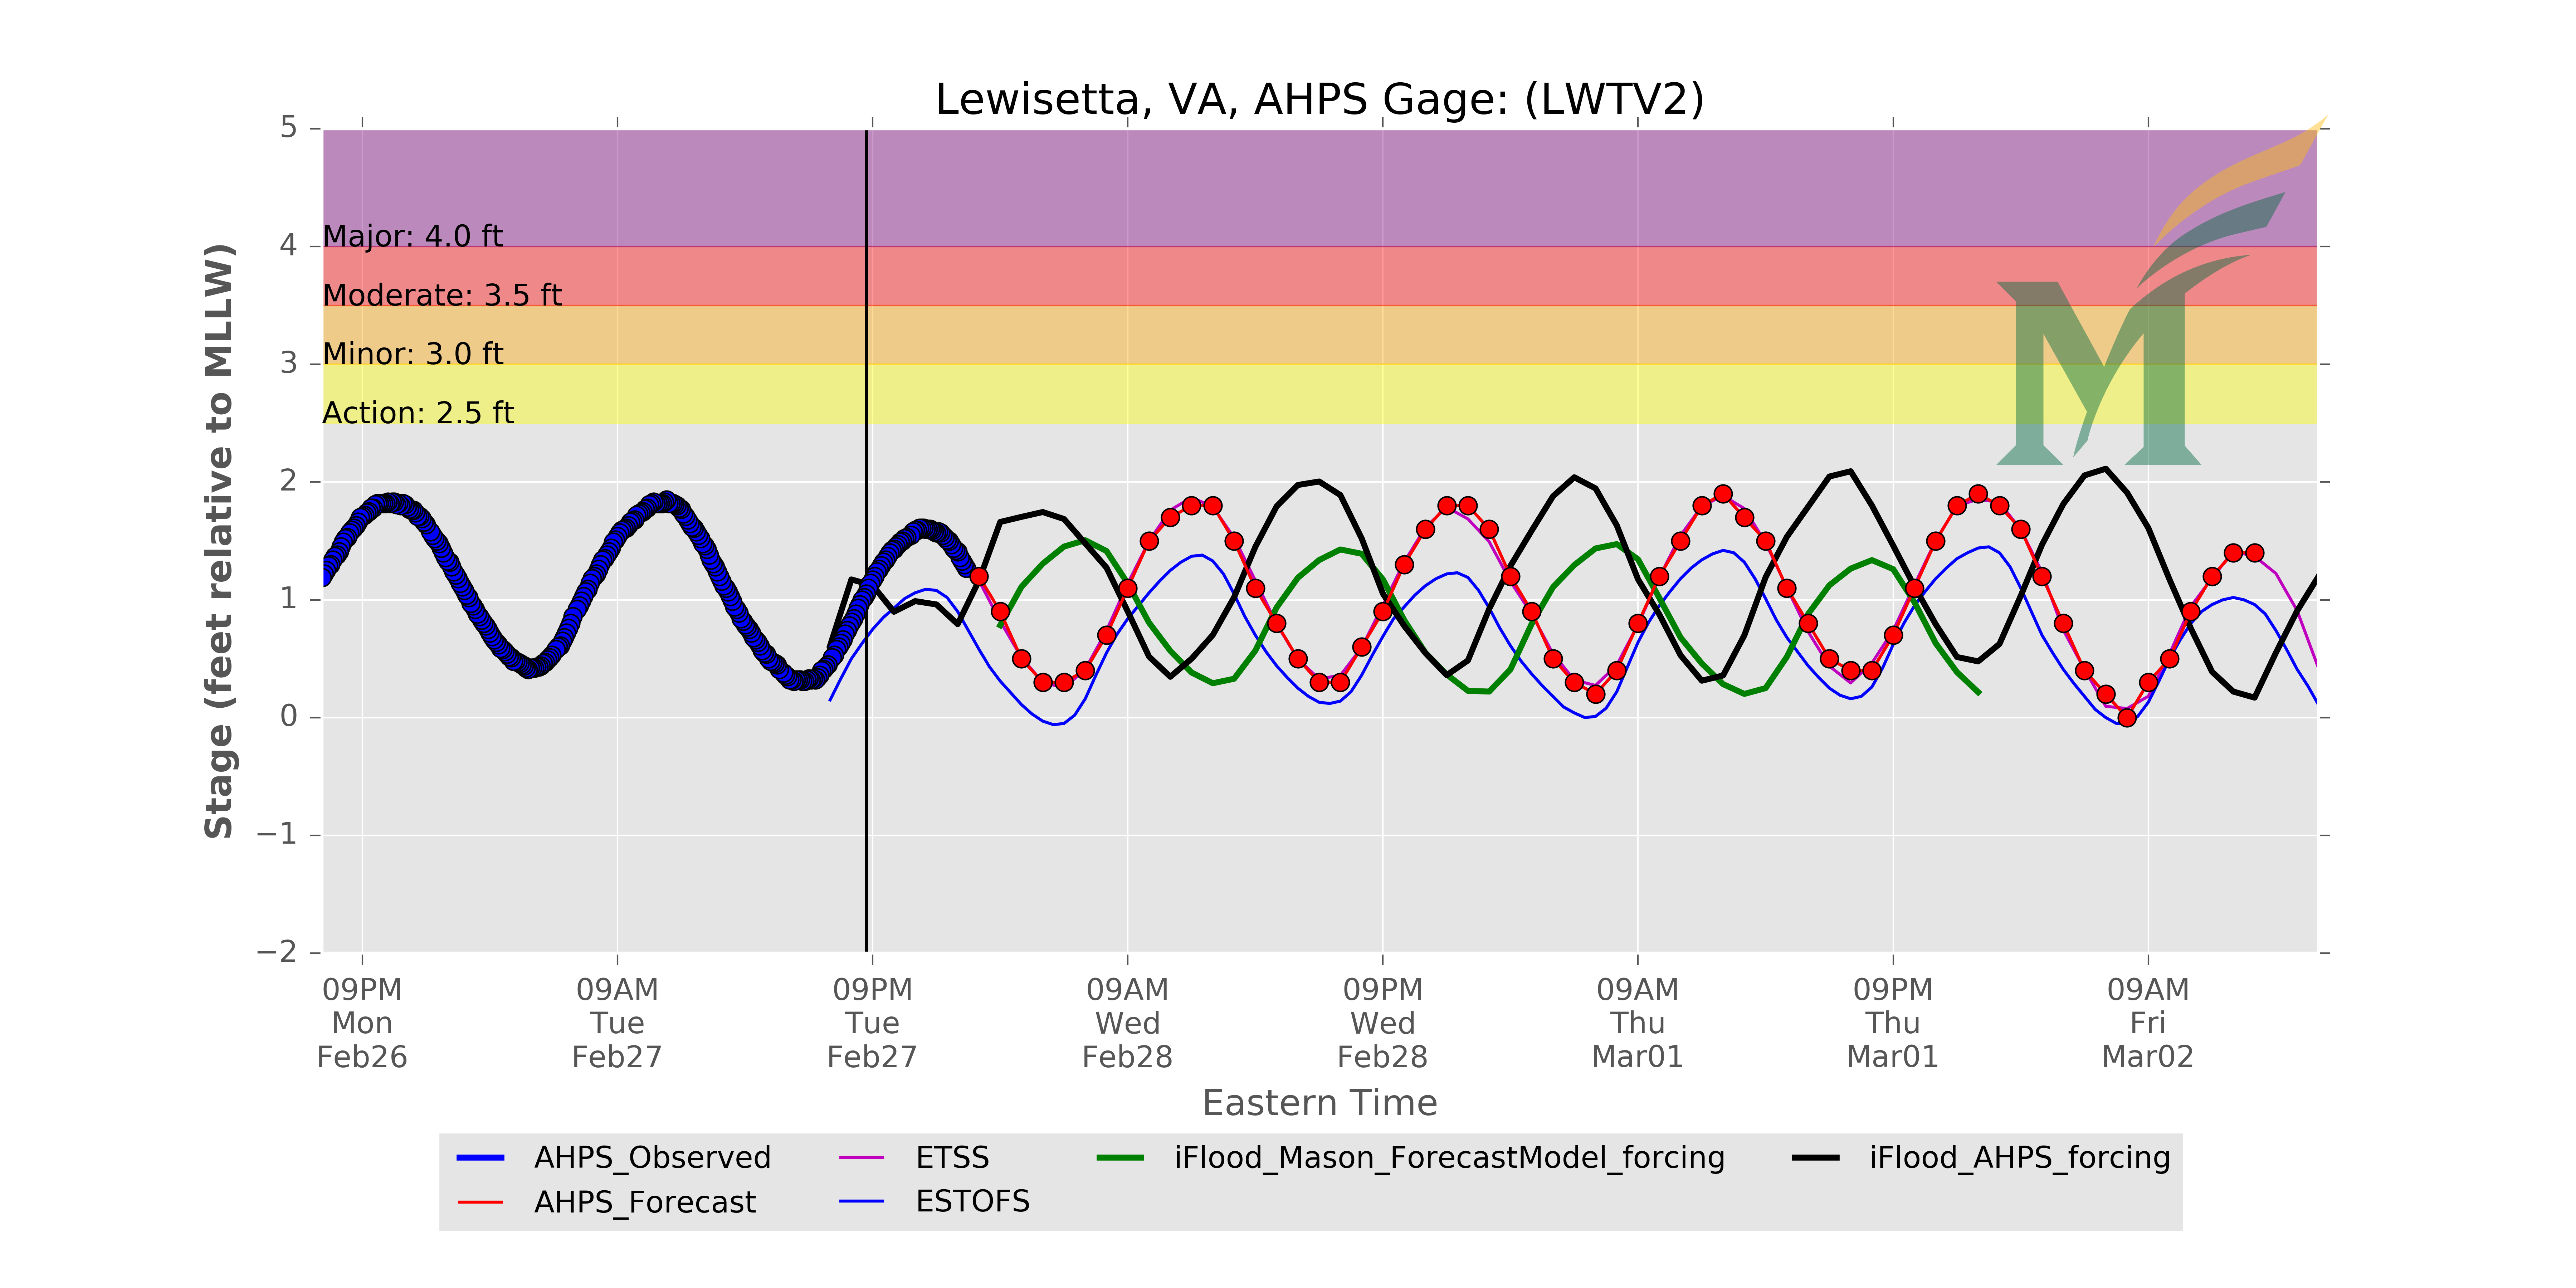 Lewisetta, VA, AHPS Gage: (LWTV2)
Stage (feet relative to MLLW)
5
4
3
2
1
0
−1
−2
Major: 4.0 ft
Moderate: 3.5 ft
Minor: 3.0 ft
Action: 2.5 ft
M
09PM 09AM 09PM 09AM 09PM 09AM 09PM 09AM
Mon Tue Tue Wed Wed Thu Thu Fri
Feb26 Feb27 Feb27 Feb28 Feb28 Mar01 Mar01 Mar02
Eastern Time
AHPS_Observed ETSS iFlood_Mason_ForecastModel_forcing iFlood_AHPS_forcing
AHPS_Forecast ESTOFS